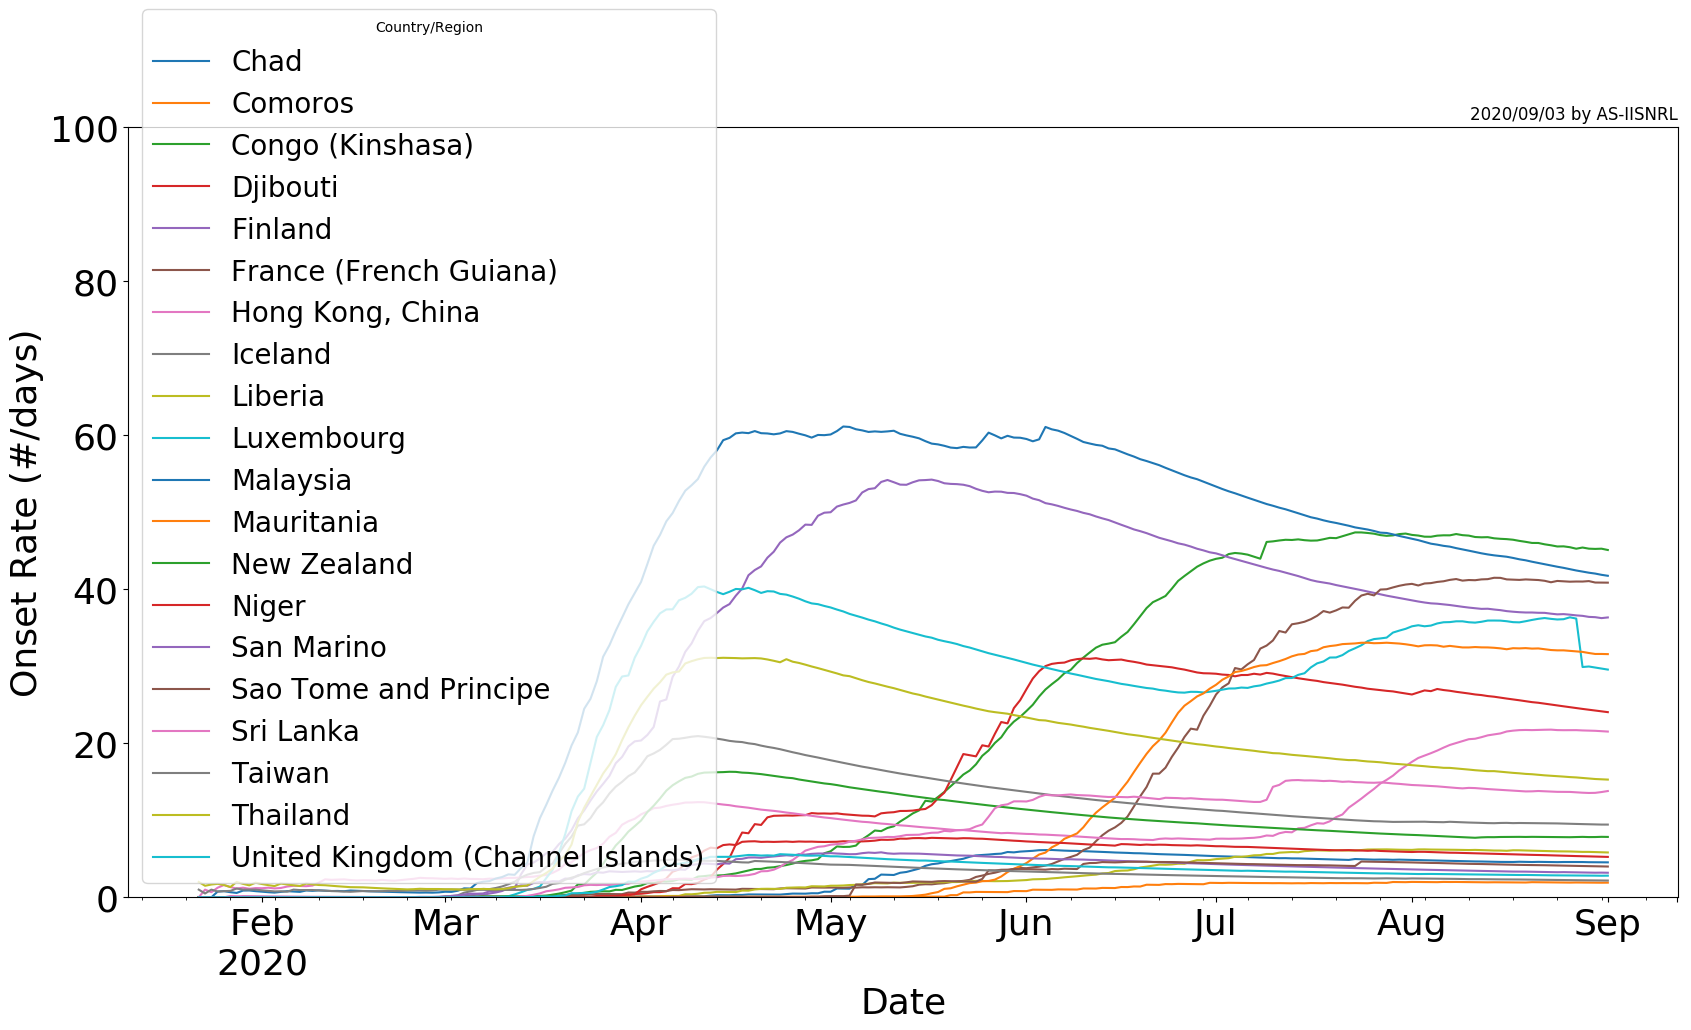 Country/Region
Chad
Comoros
Congo (Kinshasa)
Djibouti
Finland
France (French Guiana)
Hong Kong, China
Iceland
Liberia
Luxembourg
Malaysia
Mauritania
New Zealand
Niger
San Marino
Sao Tome and Principe
Sri Lanka
Taiwan
Thailand
United Kingdom (Channel Islands)
2020/09/03 by AS-IISNRL
100
80
60
40
20
0
Onset Rate (#/days)
Feb Mar Apr May Jun Jul Aug Sep
2020
Date